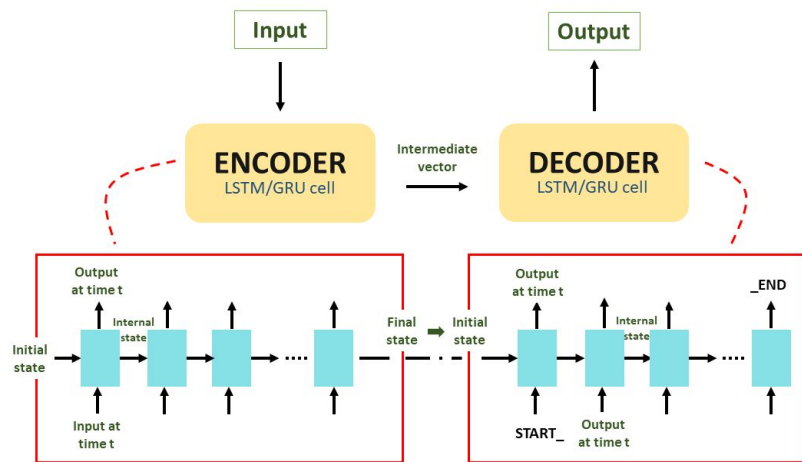 Input
Output
ENCODER
LSTM/GRU cell
Intermediate
vector
DECODER
LSTM/GRU cell
Output
at time t
Internal
state
Initial
state
Input at
time t
Final
state
Initial
state
Output
at time t
Internal
state
_END
START_
Output
at time t